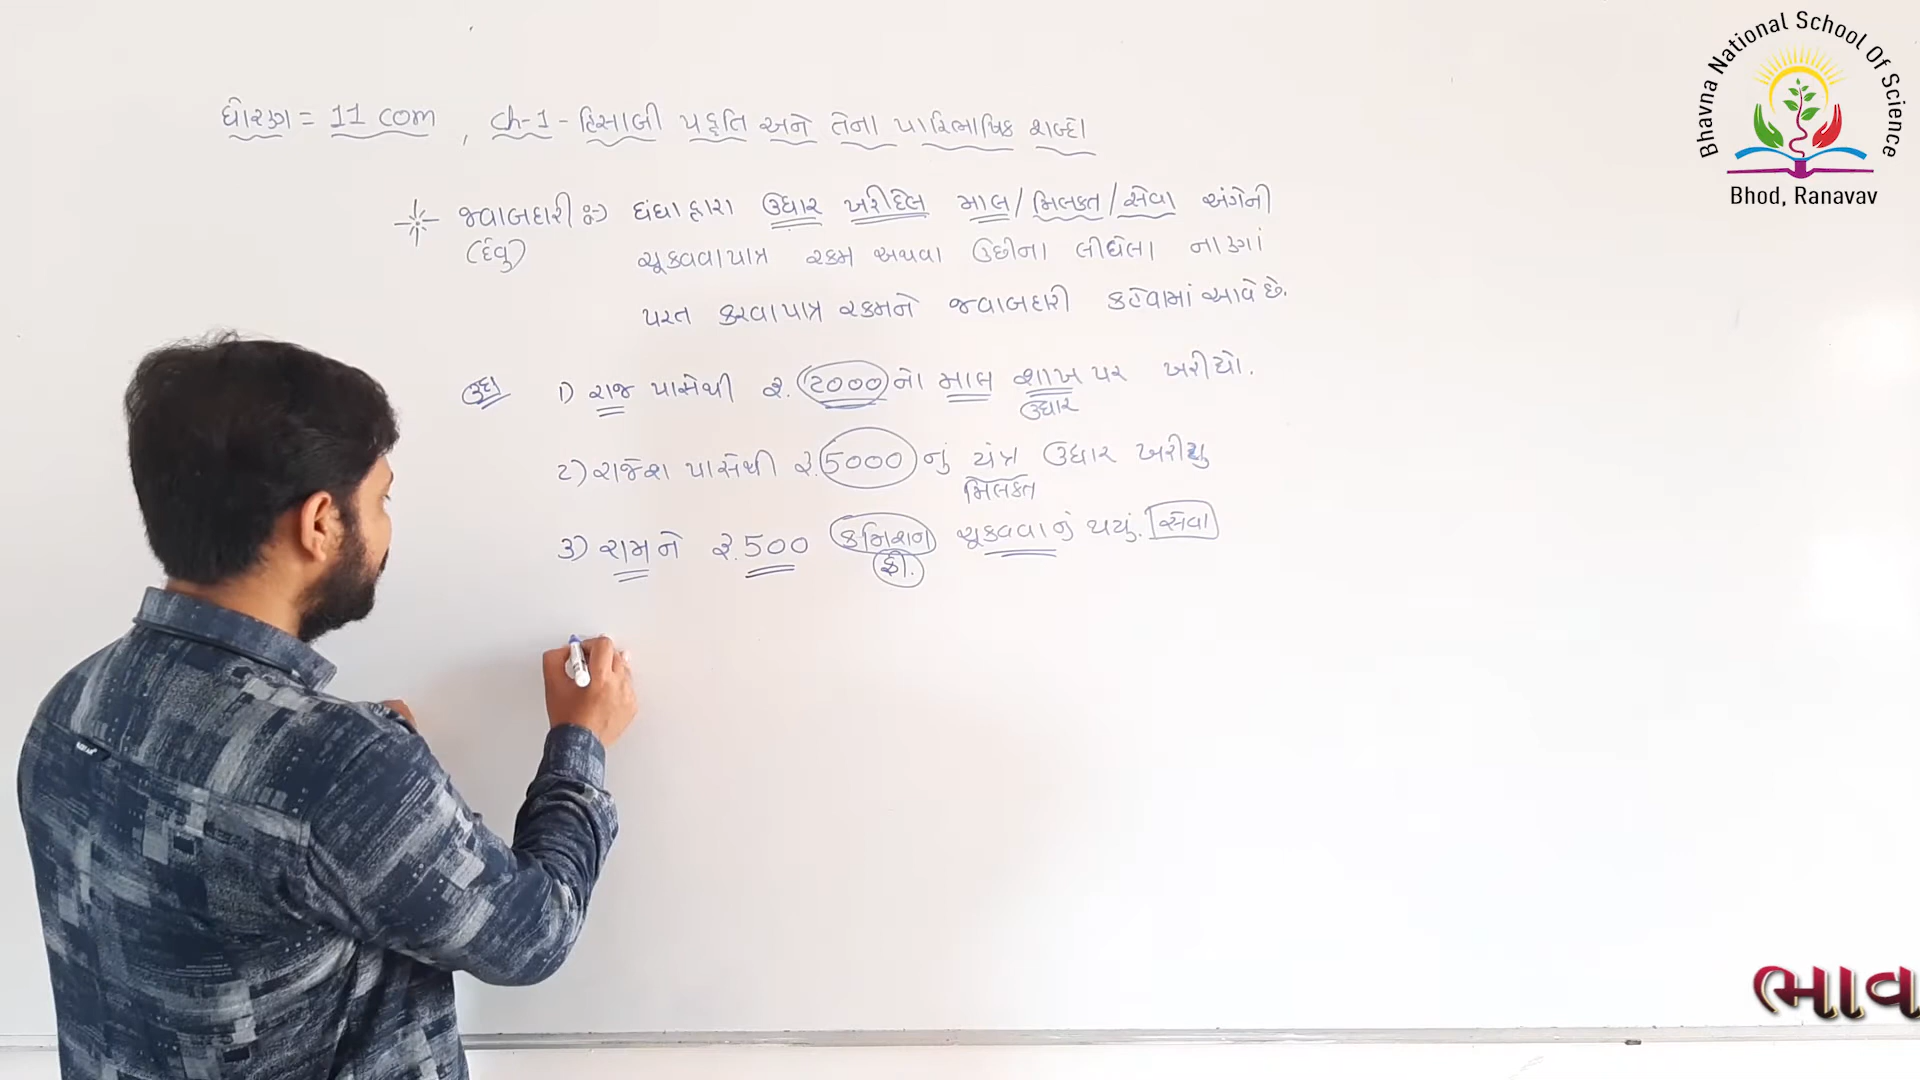 Bhavna National School Of Science
Bhod, Ranavav
ધોરણ = 11 com , ch-1 - હિસાબી પદ્ધતિ અને તેના પારિભાષિક શબ્દો
જવાબદારી :-) ધંધા દ્વારા ઉધાર ખરીદેલ માલ / મિલકત / સેવા અંગેની
(દેવુ) ચૂકવવાપાત્ર રકમ અથવા ઉછીના લીધેલા નાણાં
પરત કરવાપાત્ર રકમને જવાબદારી કહેવામાં આવે છે.
ઉદા 1) રાજ પાસેથી રૂ. 2000 નો માલ શાખ પર ખરીદ્યો.
ઉધાર
2) રાજેશ પાસેથી રૂ. 5000 નું યંત્ર ઉધાર ખરીદ્યુ
મિલકત
૩) રામને રૂ. 500 કમિશન ચૂકવવાનું થયું. સેવા
ફી.
ભાવ